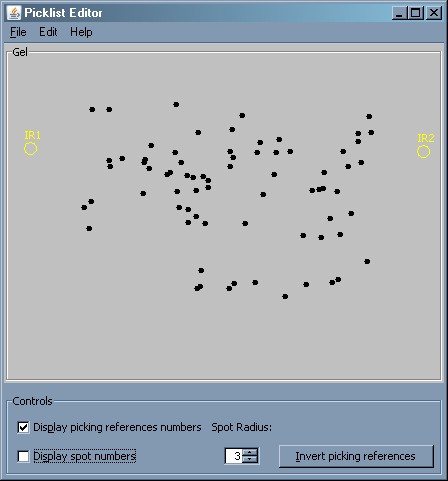 Picklist Editor
File Edit Help
Gel
IR1
IR2
Controls
Display picking references numbers Spot Radius:
Display spot numbers 3 Invert picking references